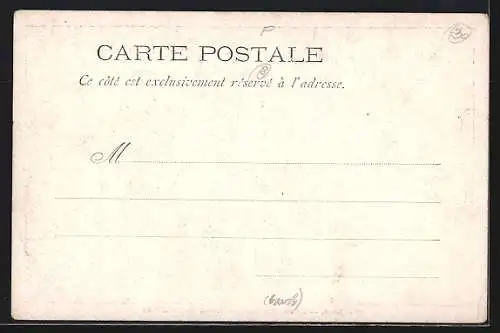 P
CARTE POSTALE
Ce côté est exclusivement réservé à l'adresse.
M